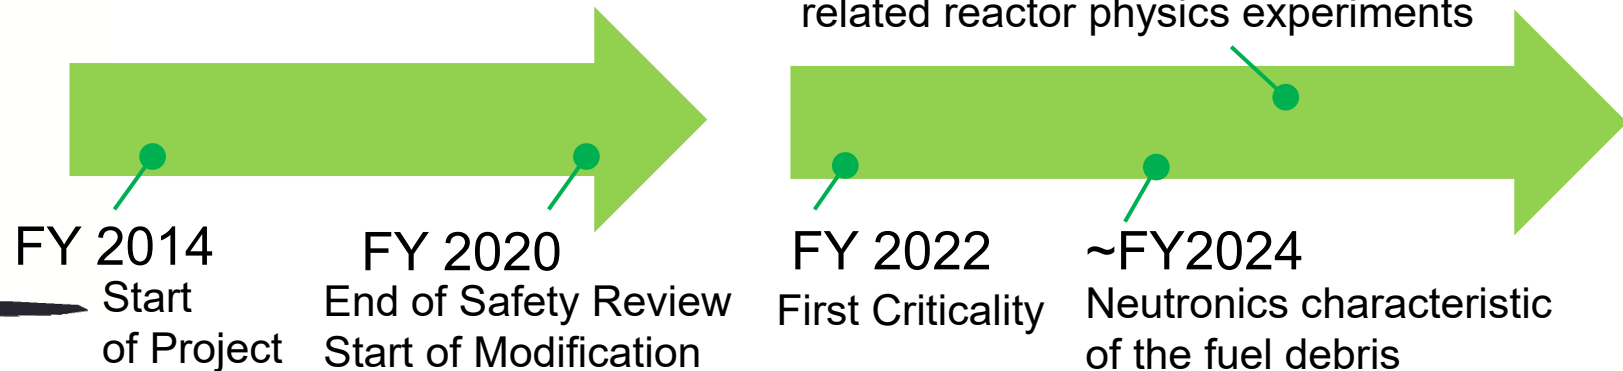 related reactor physics experiments
FY 2014
Start
of Project
FY 2020
End of Safety Review
Start of Modification
FY 2022
First Criticality
~FY2024
Neutronics characteristic
of the fuel debris